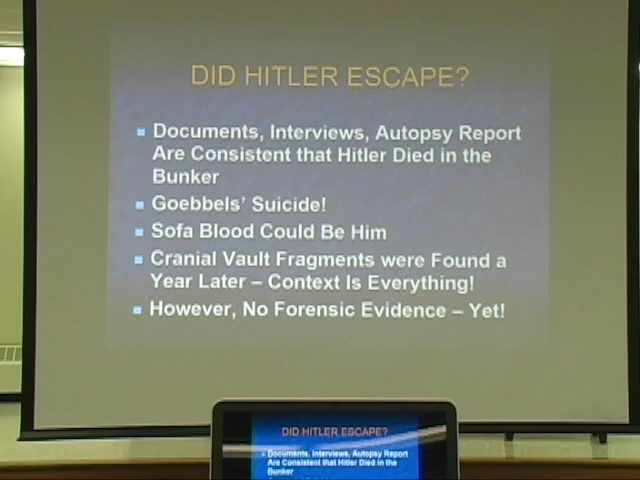 DID HITLER ESCAPE?
Documents, Interviews, Autopsy Report
Are Consistent that Hitler Died in the
Bunker
Goebbels' Suicide!
Sofa Blood Could Be Him
Cranial Vault Fragments were Found a
Year Later – Context Is Everything!
However, No Forensic Evidence – Yet!
DID HITLER ESCAPE?
Documents, Interviews, Autopsy Report
Are Consistent that Hitler Died in the
Bunker